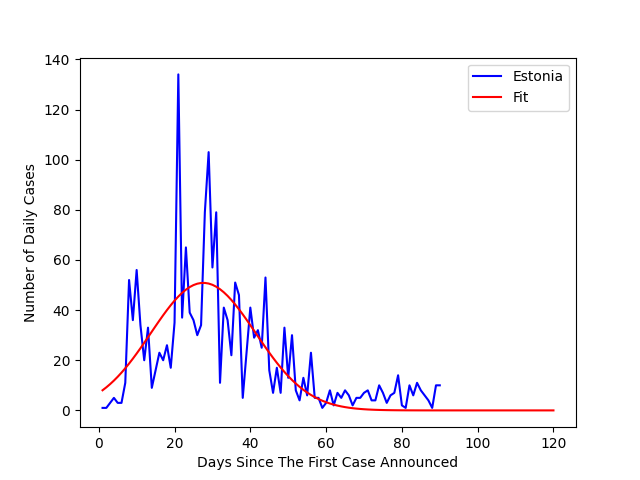 140
120
100
80
60
40
20
0
Number of Daily Cases
Estonia
Fit
0 20 40 60 80 100 120
Days Since The First Case Announced